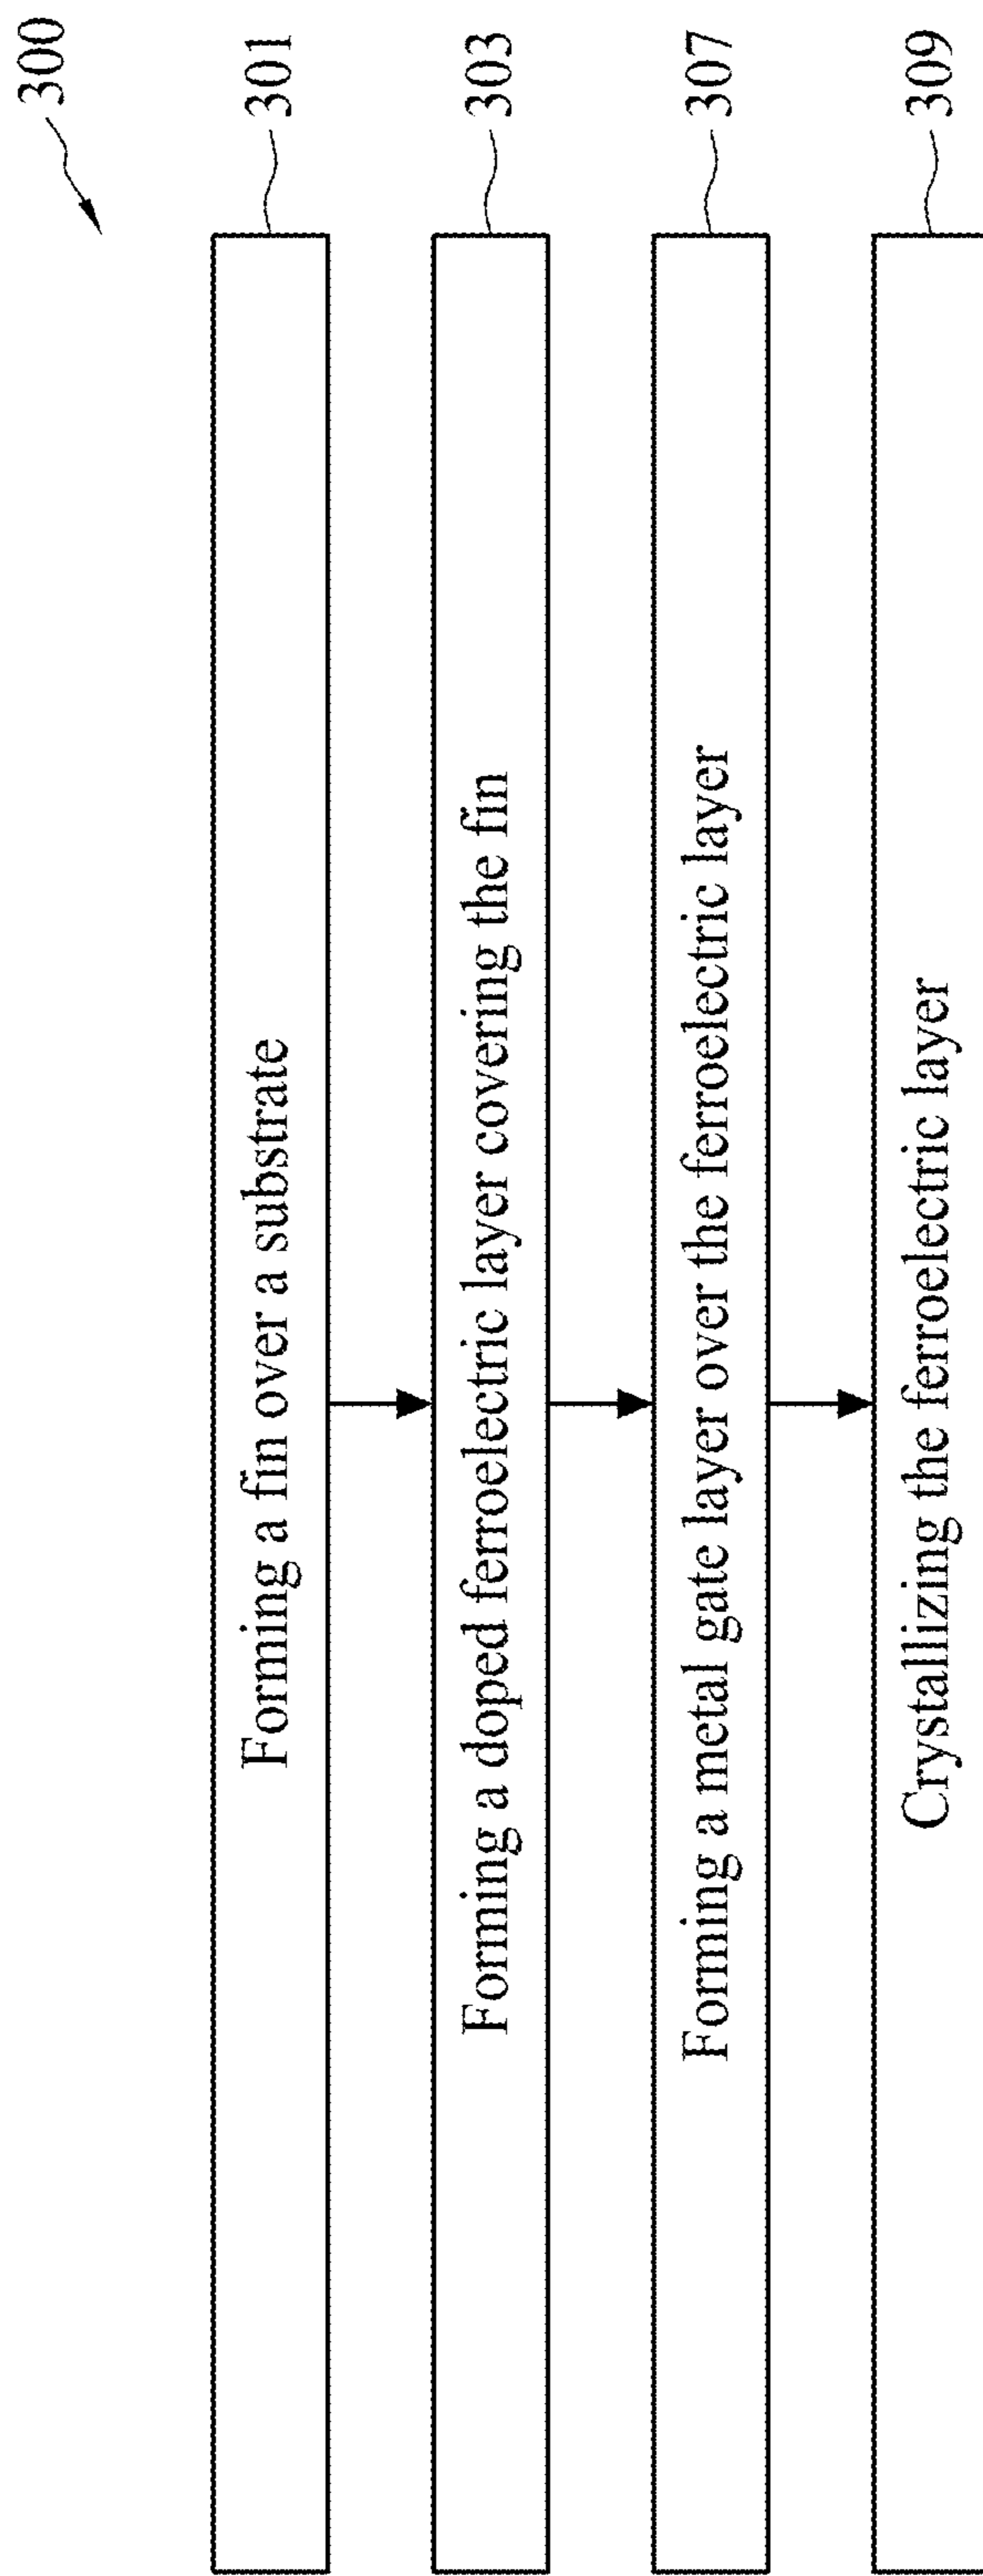 300
Forming a fin over a substrate
301
Forming a doped ferroelectric layer covering the fin
303
Forming a metal gate layer over the ferroelectric layer
307
Crystallizing the ferroelectric layer
309